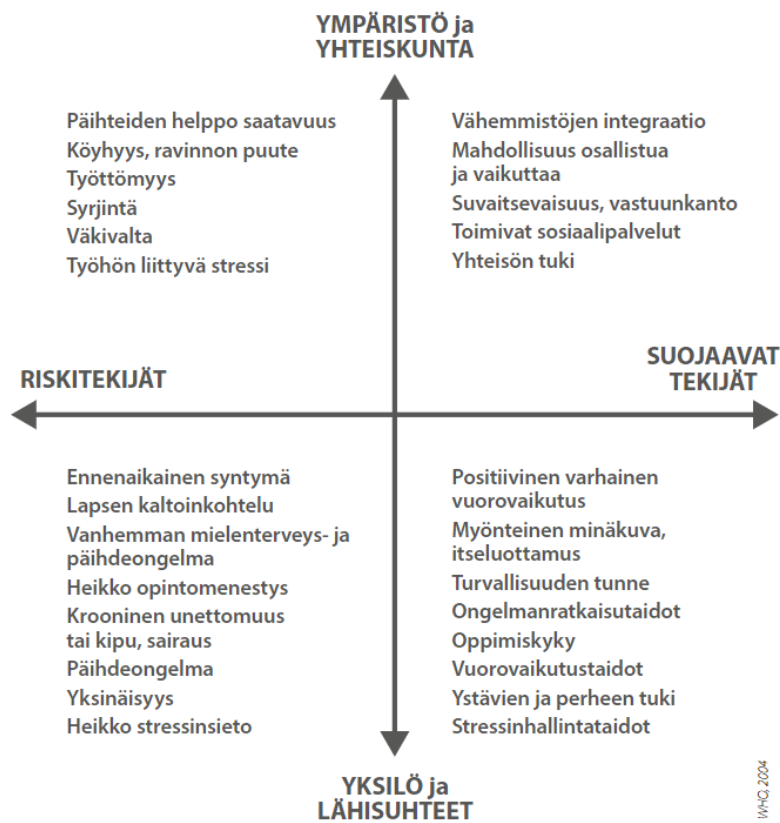 YMPÄRISTÖ ja
YHTEISKUNTA
Päihteiden helppo saatavuus
Köyhyys, ravinnon puute
Työttömyys
Syrjintä
Väkivalta
Työhön liittyvä stressi
Vähemmistöjen integraatio
Mahdollisuus osallistua
ja vaikuttaa
Suvaitsevaisuus, vastuunkanto
Toimivat sosiaalipalvelut
Yhteisön tuki
RISKITEKIJÄT
SUOJAAVAT
TEKIJÄT
Ennenaikainen syntymä
Lapsen kaltoinkohtelu
Vanhemman mielenterveys- ja
päihdeongelma
Heikko opintomenestys
Krooninen unettomuus
tai kipu, sairaus
Päihdeongelma
Yksinäisyys
Heikko stressinsieto
Positiivinen varhainen
vuorovaikutus
Myönteinen minäkuva,
itseluottamus
Turvallisuuden tunne
Ongelmanratkaisutaidot
Oppimiskyky
Vuorovaikutustaidot
Ystävien ja perheen tuki
Stressinhallintataidot
YKSILÖ ja
LÄHISUHTEET
WHO, 2004